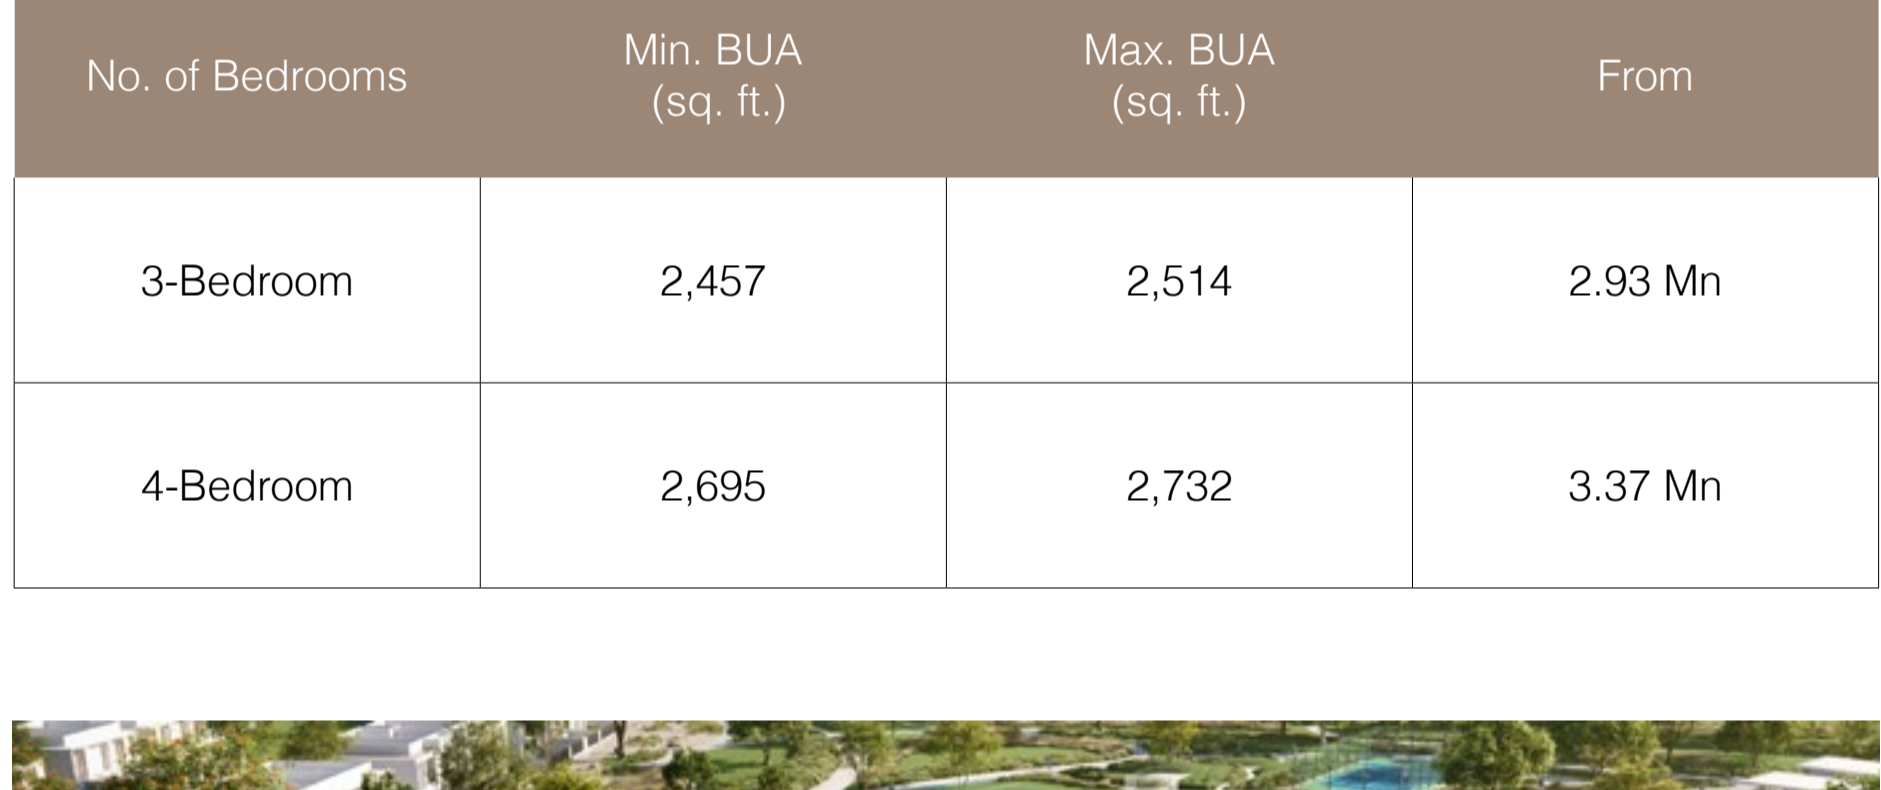 No. of Bedrooms
Min. BUA
(sq. ft.)
Max. BUA
(sq. ft.)
From
3-Bedroom
2,457
2,514
2.93 Mn
4-Bedroom
2,695
2,732
3.37 Mn